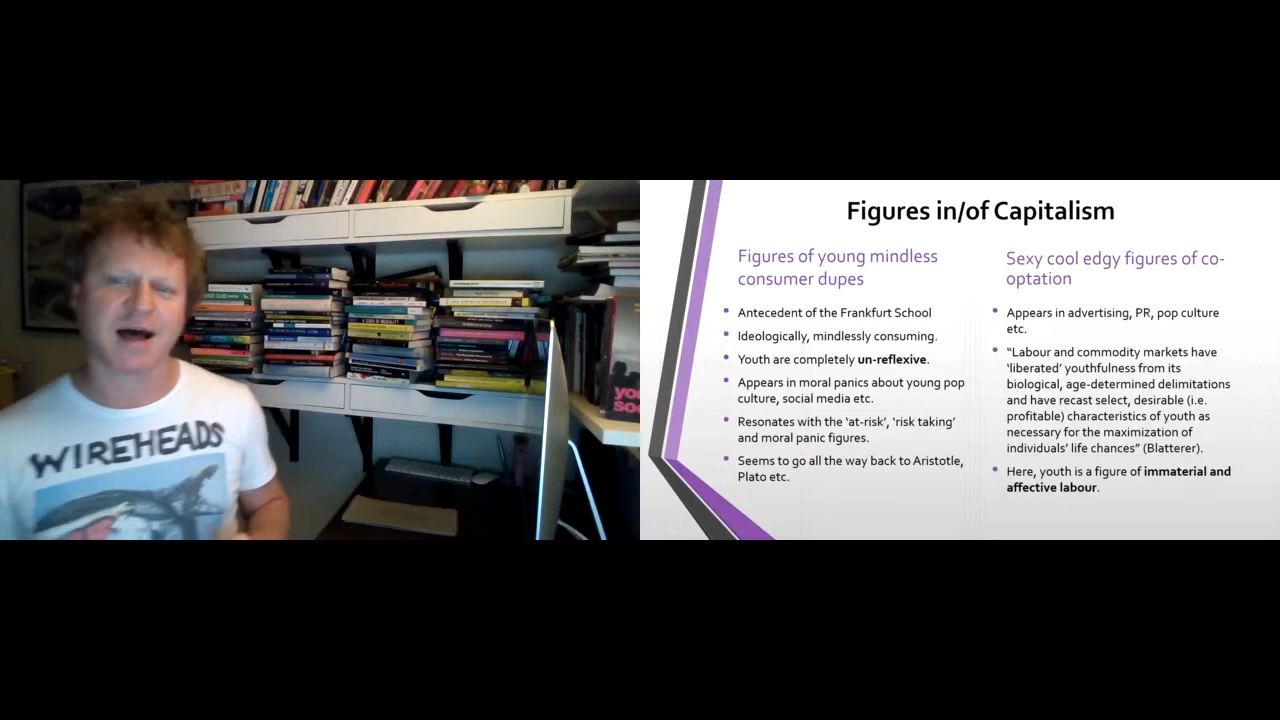 WIREHEADS
Figures in/of Capitalism
Figures of young mindless
consumer dupes
Antecedent of the Frankfurt School
Ideologically, mindlessly consuming.
Youth are completely un-reflexive.
Appears in moral panics about young pop
culture, social media etc.
Resonates with the ‘at-risk’, ‘risk taking’
and moral panic figures.
Seems to go all the way back to Aristotle,
Plato etc.
Sexy cool edgy figures of co-
optation
Appears in advertising, PR, pop culture
etc.
“Labour and commodity markets have
‘liberated’ youthfulness from its
biological, age-determined delimitations
and have recast select, desirable (i.e.
profitable) characteristics of youth as
necessary for the maximization of
individuals’ life chances” (Blatterer).
Here, youth is a figure of immaterial and
affective labour.